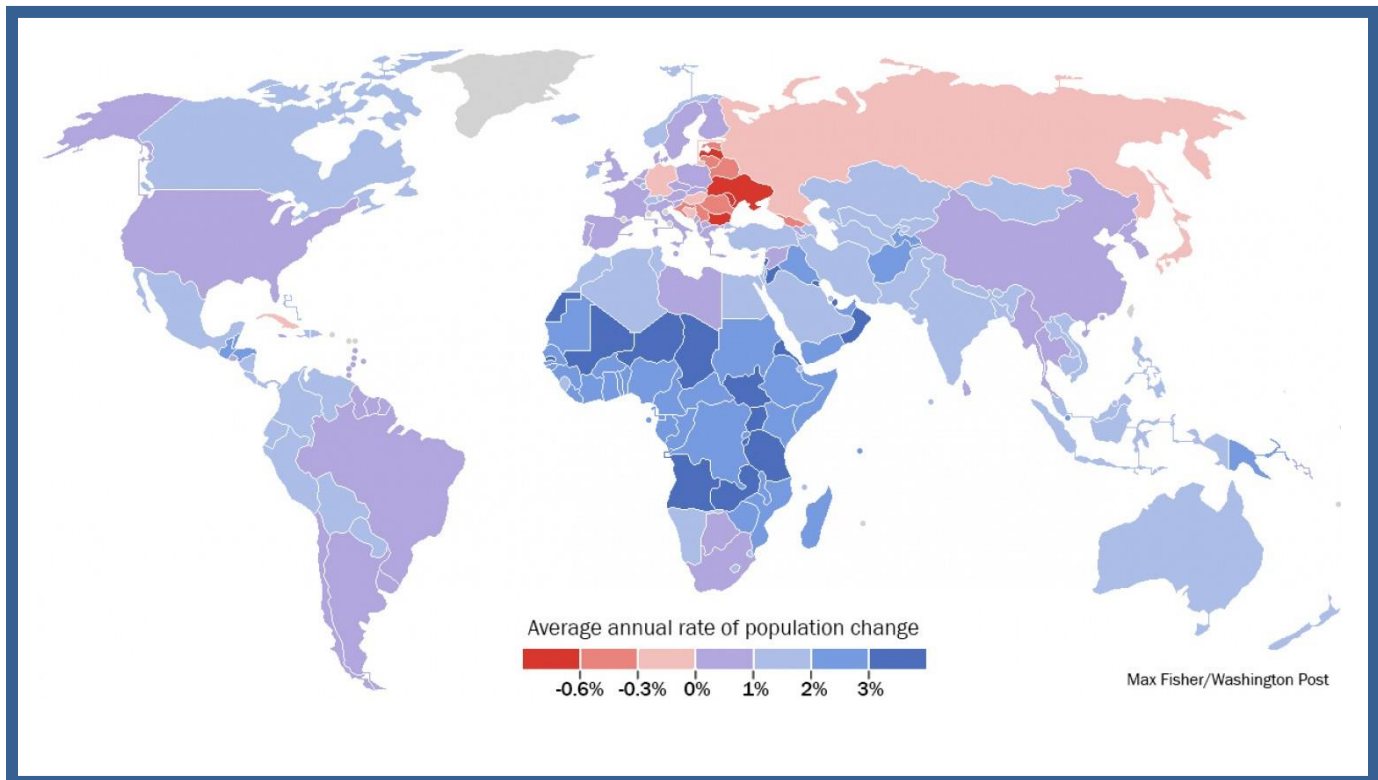 Average annual rate of population change
-0.6% -0.3% 0% 1% 2% 3%
Max Fisher/Washington Post